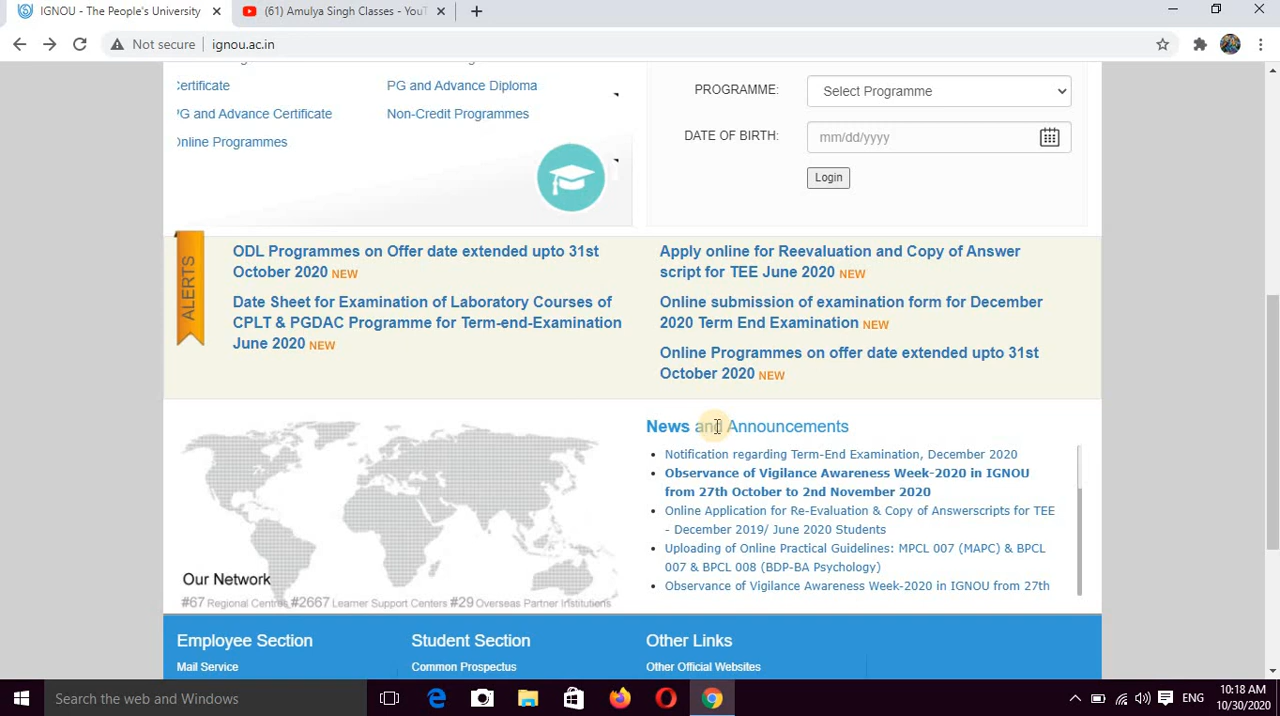 IGNOU - The People's University
(61) Amulya Singh Classes - YouT
Not secure
ignou.ac.in
PG and Advance Diploma
Non-Credit Programmes
PROGRAMME:
Select Programme
DATE OF BIRTH:
mm/dd/yyyy
Login
ALERTS
ODL Programmes on Offer date extended upto 31st
October 2020 NEW
Date Sheet for Examination of Laboratory Courses of
CPLT & PGDAC Programme for Term-end-Examination
June 2020 NEW
Apply online for Reevaluation and Copy of Answer
script for TEE June 2020 NEW
Online submission of examination form for December
2020 Term End Examination NEW
Online Programmes on offer date extended upto 31st
October 2020 NEW
Our Network
#67 Regional Centres #2667 Learner Support Centers #29 Overseas Partner Institutions
News and Announcements
Notification regarding Term-End Examination, December 2020
Observance of Vigilance Awareness Week-2020 in IGNOU
from 27th October to 2nd November 2020
Online Application for Re-Evaluation & Copy of Answerscripts for TEE
- December 2019/ June 2020 Students
Uploading of Online Practical Guidelines: MPCL 007 (MAPC) & BPCL
007 & BPCL 008 (BDP-BA Psychology)
Observance of Vigilance Awareness Week-2020 in IGNOU from 27th
Employee Section
Mail Service
Student Section
Common Prospectus
Other Links
Other Official Websites
Search the web and Windows
ENG
10:18 AM
10/30/2020